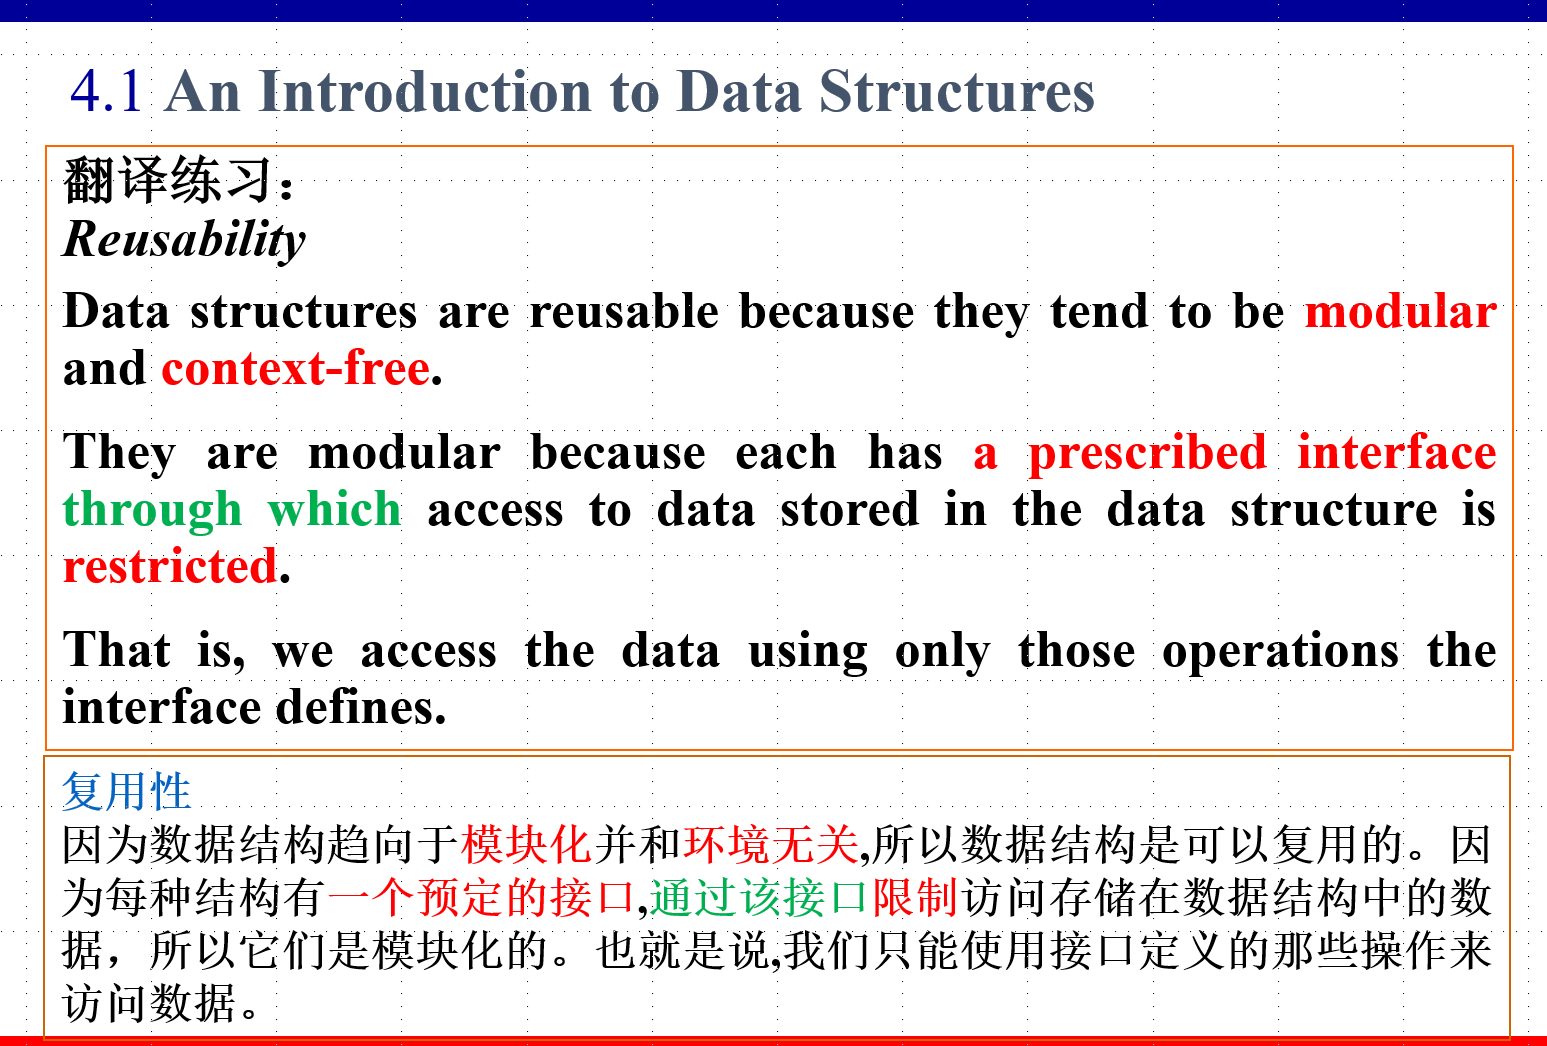 4.1 An Introduction to Data Structures
翻译练习：
Reusability
Data structures are reusable because they tend to be modular
and context-free.
They are modular because each has a prescribed interface
through which access to data stored in the data structure is
restricted.
That is, we access the data using only those operations the
interface defines.
复用性
因为数据结构趋向于模块化并和环境无关,所以数据结构是可以复用的。因
为每种结构有一个预定的接口,通过该接口限制访问存储在数据结构中的数
据，所以它们是模块化的。也就是说,我们只能使用接口定义的那些操作来
访问数据。